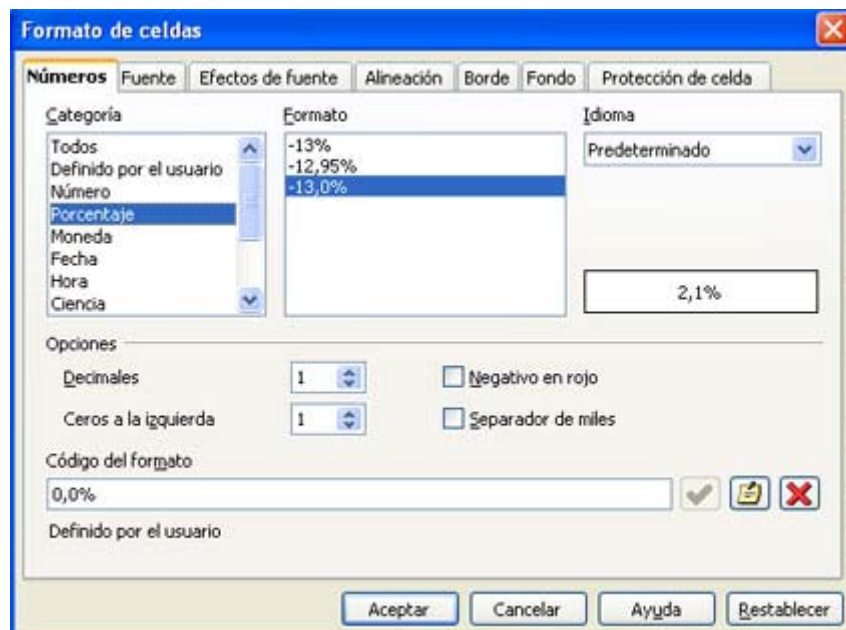 Formato de celdas
Números Fuente Efectos de fuente Alineación Borde Fondo Protección de celda
Categoría
Todos
Definido por el usuario
Número
Porcentaje
Moneda
Fecha
Hora
Ciencia
Formato
-13%
-12,95%
-13,0%
Idioma
Predeterminado
2,1%
Opciones
Decimales 1
Ceros a la izquierda 1
Negativo en rojo
Separador de miles
Código del formato
0,0%
Definido por el usuario
Aceptar Cancelar Ayuda Restablecer